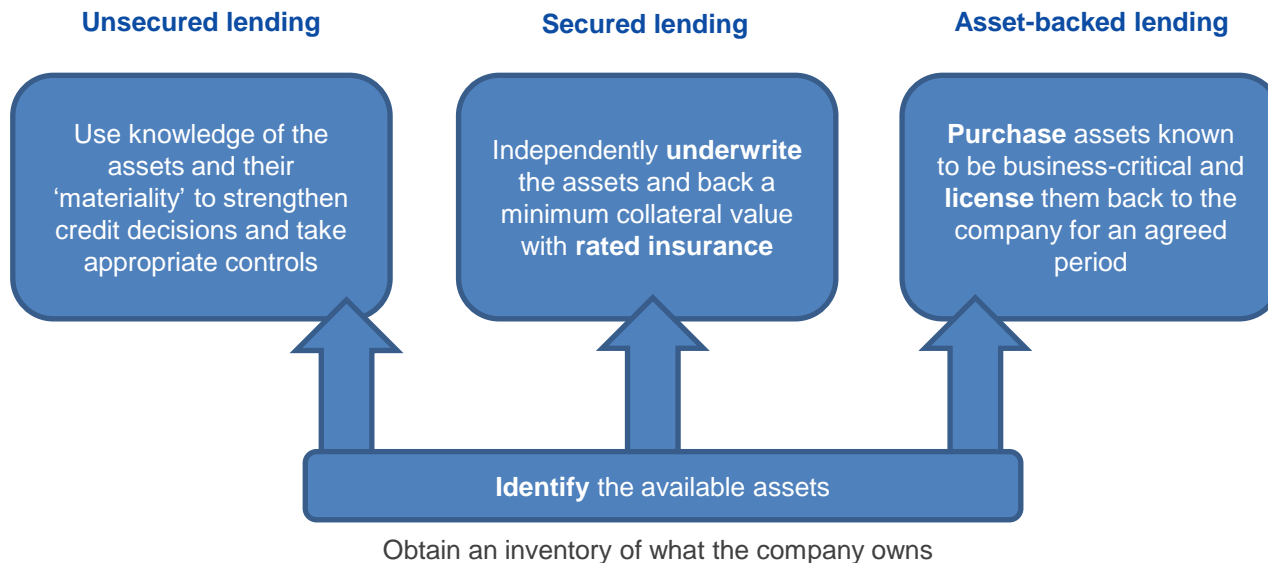 Unsecured lending
Secured lending
Asset-backed lending
Use knowledge of the
assets and their
‘materiality’ to strengthen
credit decisions and take
appropriate controls
Independently underwrite
the assets and back a
minimum collateral value
with rated insurance
Purchase assets known
to be business-critical and
license them back to the
company for an agreed
period
Identify the available assets
Obtain an inventory of what the company owns